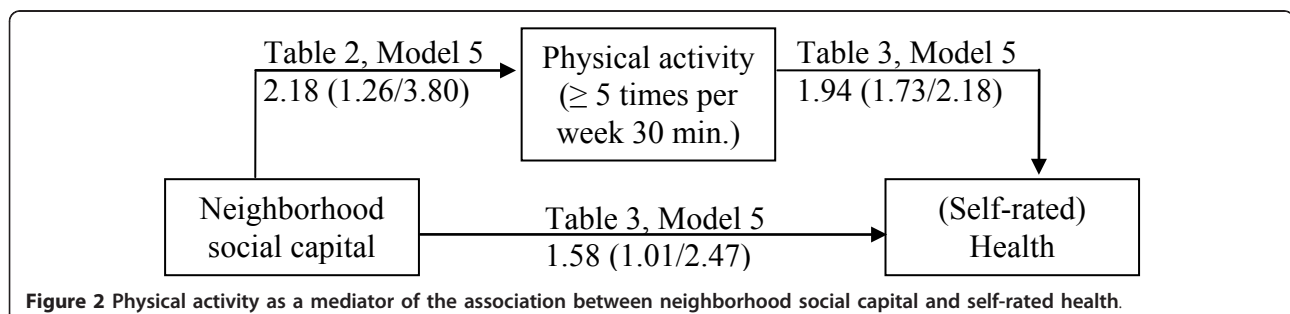 Table 2, Model 5
2.18 (1.26/3.80)
Physical activity
(≥ 5 times per
week 30 min.)
Table 3, Model 5
1.94 (1.73/2.18)
Neighborhood
social capital
Table 3, Model 5
1.58 (1.01/2.47)
(Self-rated)
Health
Figure 2 Physical activity as a mediator of the association between neighborhood social capital and self-rated health.